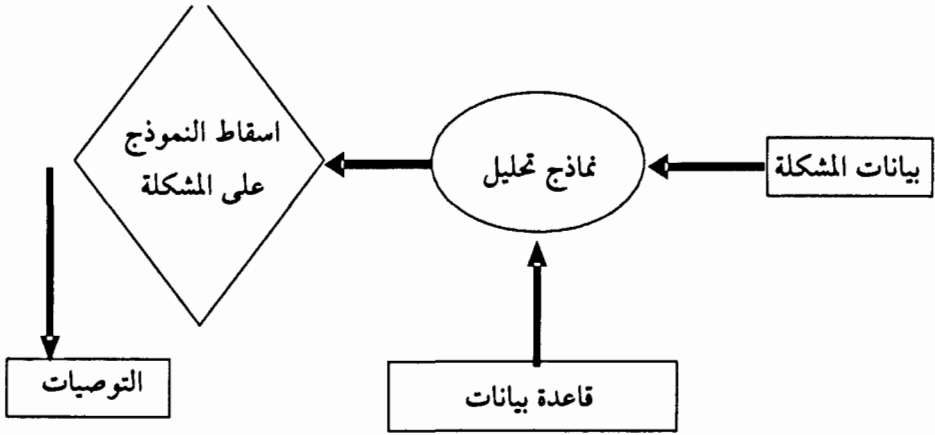 بيانات المشكلة
نماذج تحليل
اسقاط النموذج
على المشكلة
قاعدة بيانات
التوصيات